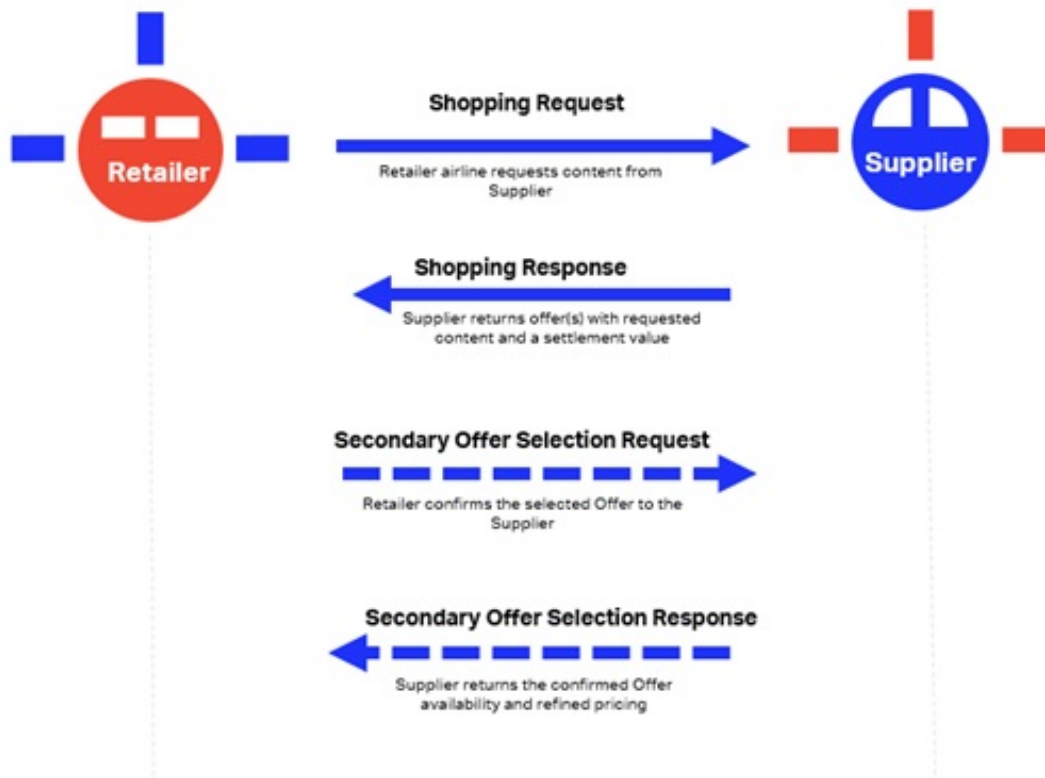 Retailer
Supplier
Shopping Request
Retailer airline requests content from
Supplier
Shopping Response
Supplier returns offer(s) with requested
content and a settlement value
Secondary Offer Selection Request
Retailer confirms the selected Offer to the
Supplier
Secondary Offer Selection Response
Supplier returns the confirmed Offer
availability and refined pricing